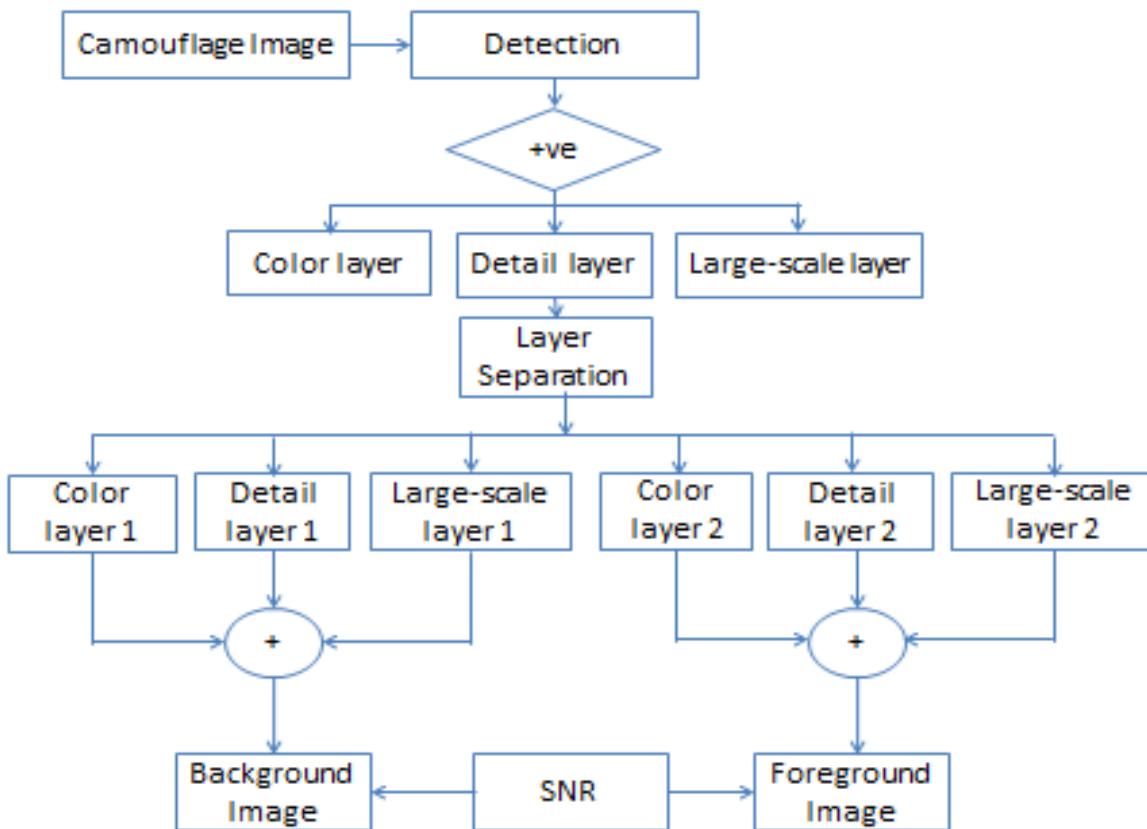 Camouflage Image
Detection
+ve
Color layer
Detail layer
Large-scale layer
Layer
Separation
Color
layer 1
Detail
layer 1
Large-scale
layer 1
Color
layer 2
Detail
layer 2
Large-scale
layer 2
+
+
Background
Image
SNR
Foreground
Image